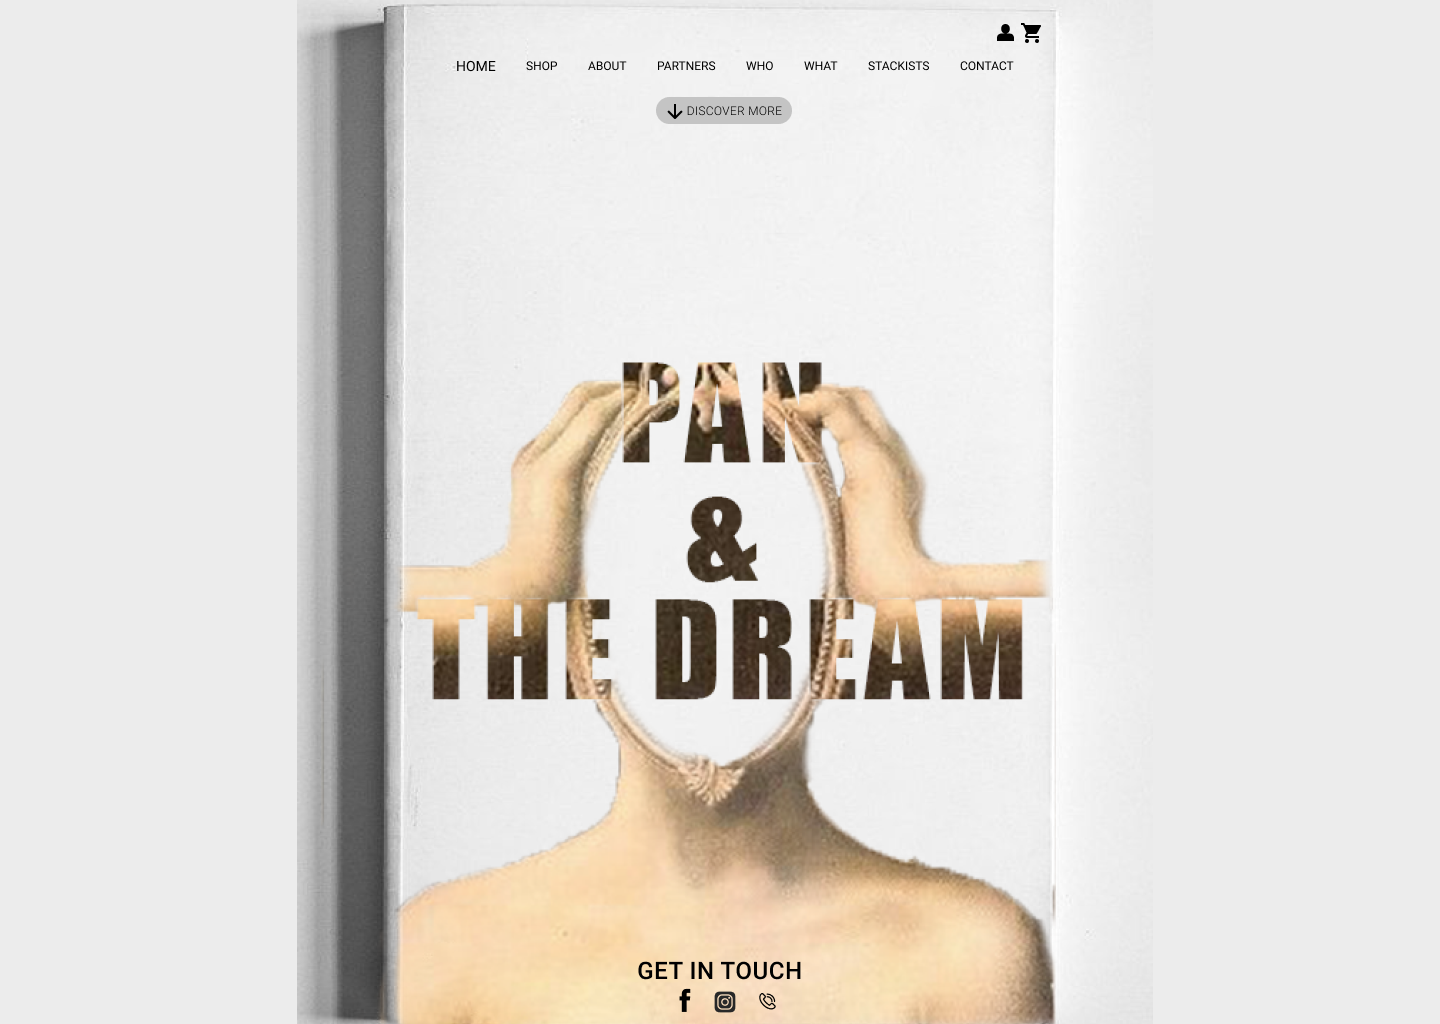 HOME SHOP ABOUT PARTNERS WHO WHAT STACKISTS CONTACT
DISCOVER MORE
PAN
&
THE DREAM
GET IN TOUCH